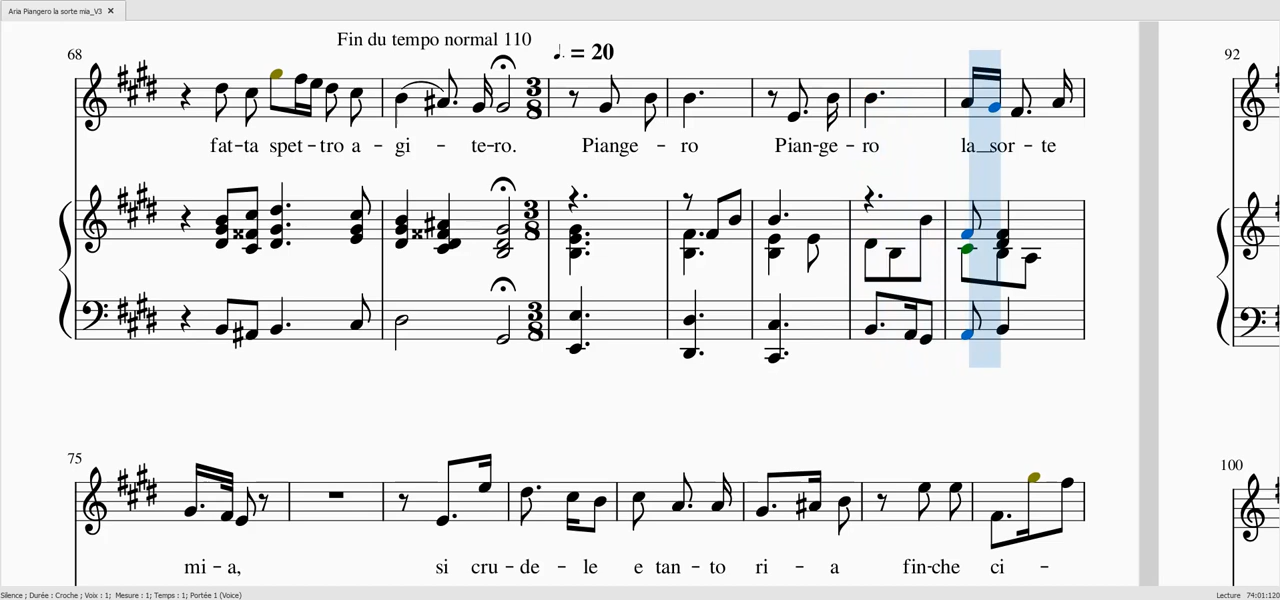 Aria Piangero la sorte mia_V3 ×
Fin du tempo normal 110
68
♩. = 20
92
fat-ta spet-tro a-gi - te-ro. Piange - ro Pian-ge-ro la_sor-te
75
100
mi-a, si cru-de - le e tan-to ri - a fin-che ci -
Silence ; Durée : Croche ; Voix : 1; Mesure : 1; Temps : 1; Portée 1 (Voice)
Lecture 74:01:120